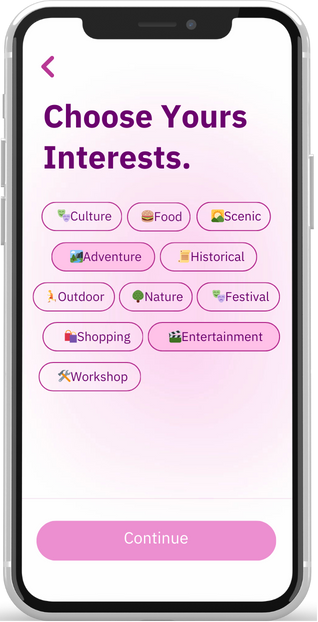 Choose Yours
Interests.
Culture Food Scenic
Adventure Historical
Outdoor Nature Festival
Shopping Entertainment
Workshop
Continue